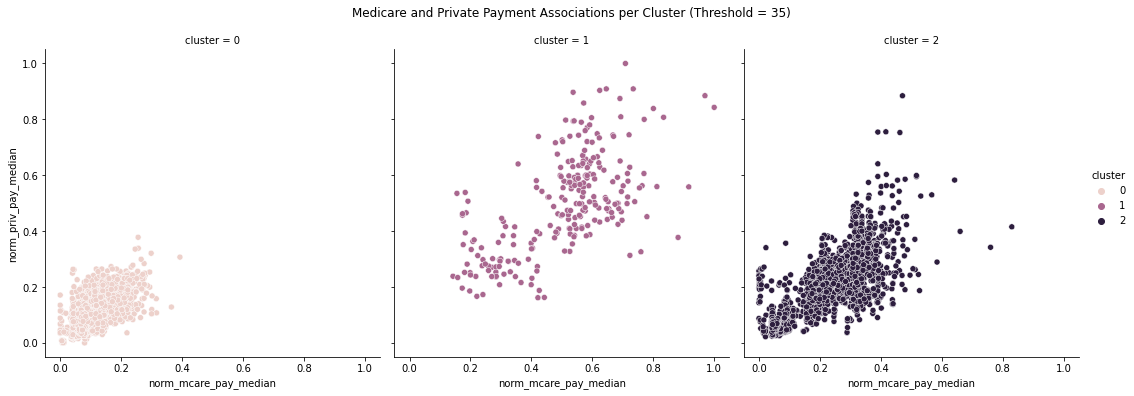 Medicare and Private Payment Associations per Cluster (Threshold = 35)
cluster = 0
cluster = 1
cluster = 2
norm_priv_pay_median
1.0
0.8
0.6
0.4
0.2
0.0
0.0 0.2 0.4 0.6 0.8 1.0
0.0 0.2 0.4 0.6 0.8 1.0
0.0 0.2 0.4 0.6 0.8 1.0
norm_mcare_pay_median
norm_mcare_pay_median
norm_mcare_pay_median
cluster
0
1
2